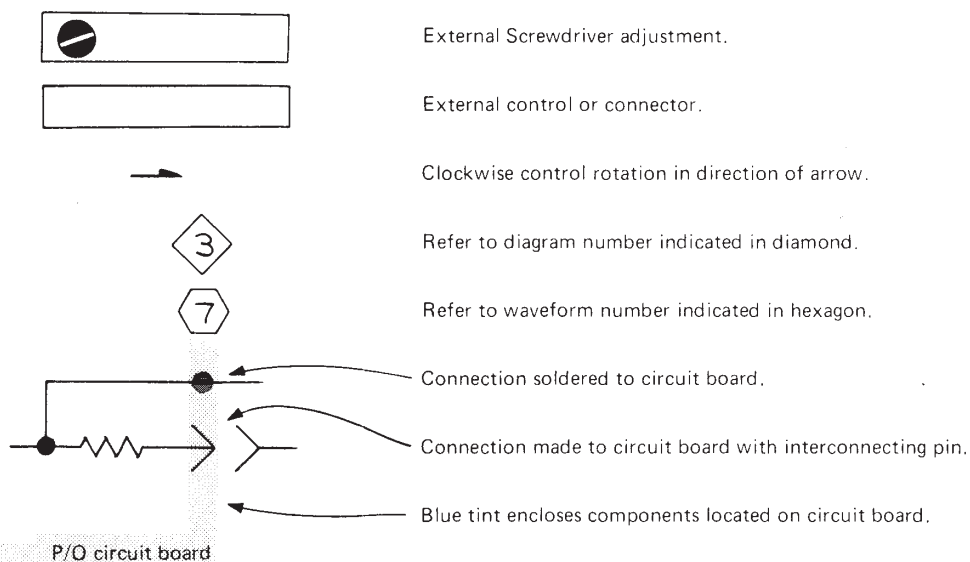 External Screwdriver adjustment.
External control or connector.
Clockwise control rotation in direction of arrow.
3
Refer to diagram number indicated in diamond.
7
Refer to waveform number indicated in hexagon.
Connection soldered to circuit board.
Connection made to circuit board with interconnecting pin.
Blue tint encloses components located on circuit board.
P/O circuit board